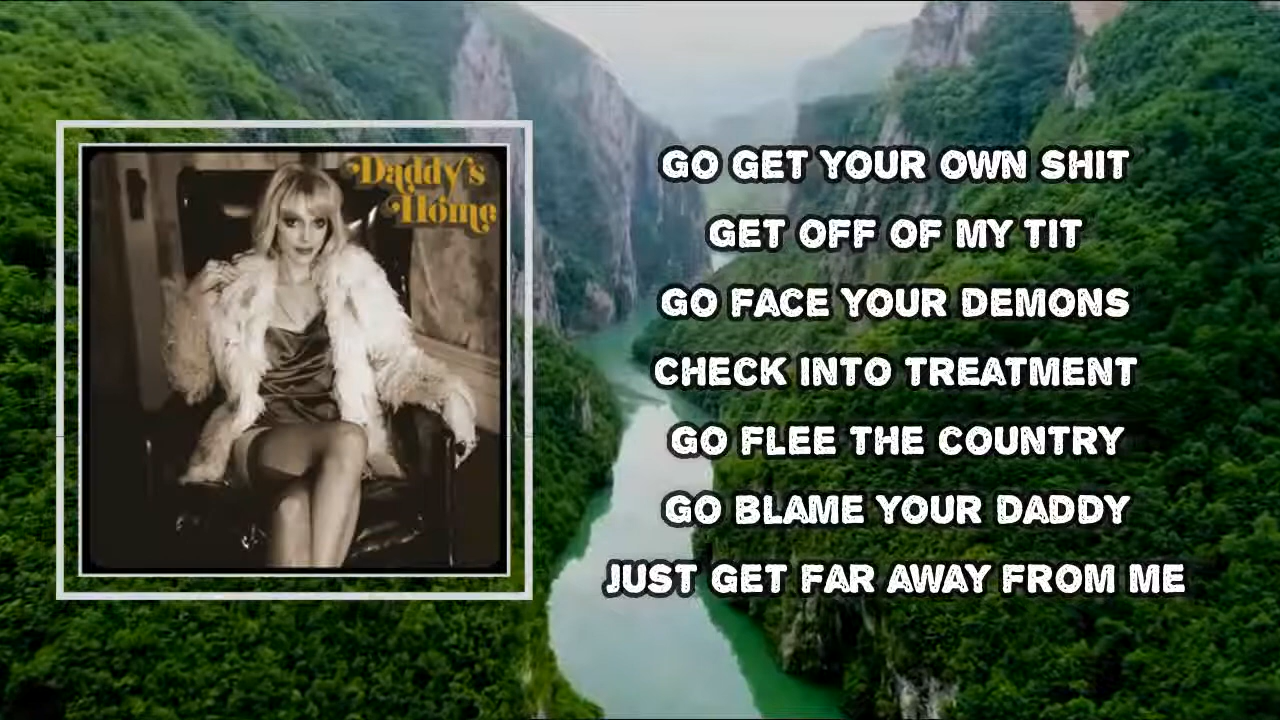 Daddy's
Home
GO GET YOUR OWN SHIT
GET OFF OF MY TIT
GO FACE YOUR DEMONS
CHECK INTO TREATMENT
GO FLEE THE COUNTRY
GO BLAME YOUR DADDY
JUST GET FAR AWAY FROM ME